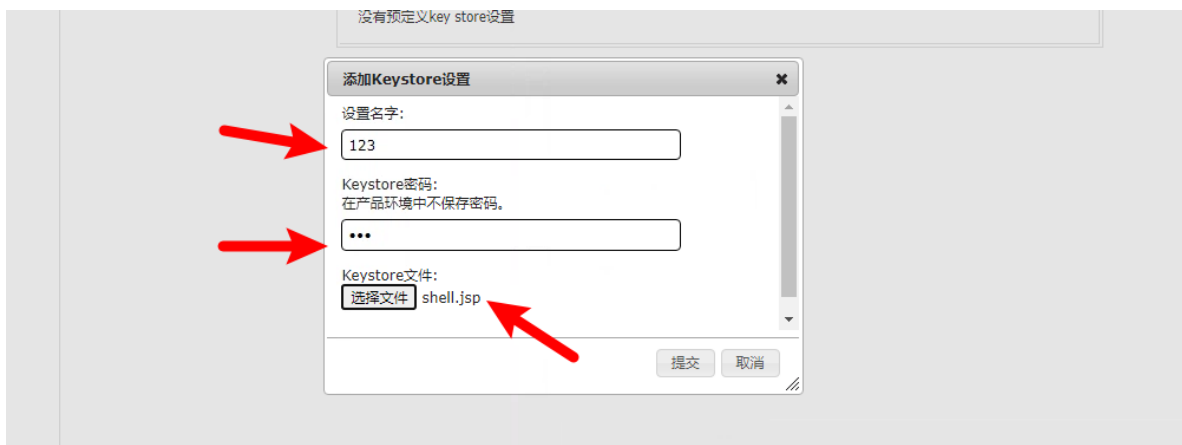 没有预定义key store设置
添加Keystore设置
设置名字:
123
Keystore密码:
在产品环境中不保存密码。
•••
Keystore文件:
选择文件 shell.jsp
提交 取消